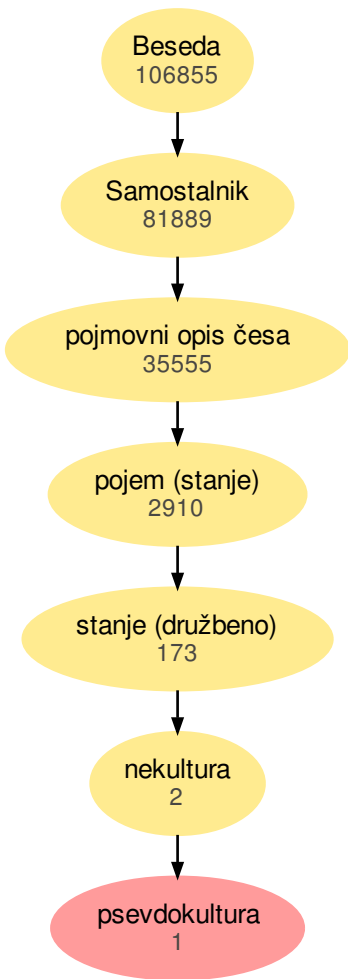 Beseda
106855
Samostalnik
81889
pojmovni opis česa
35555
pojem (stanje)
2910
stanje (družbeno)
173
nekultura
2
psevdokultura
1